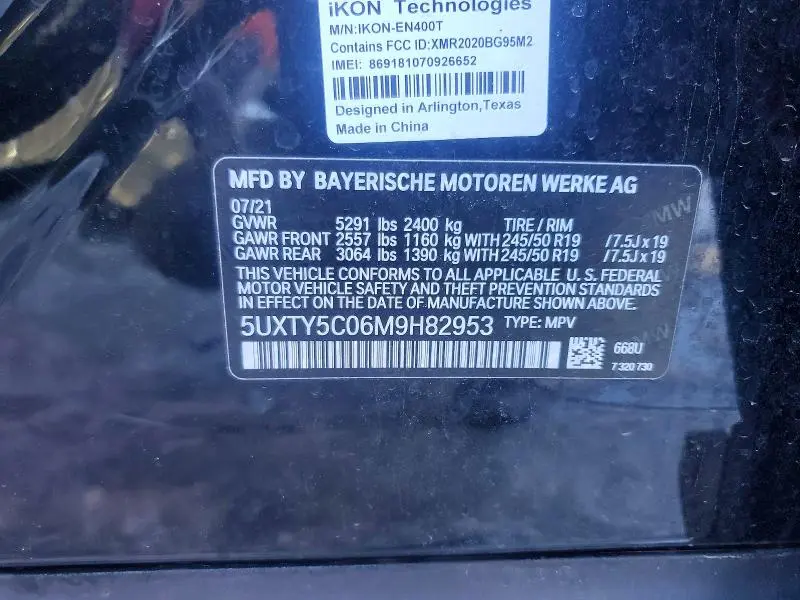 iKON Technologies
M/N:IKON-EN400T
Contains FCC ID:XMR2020BG95M2
IMEI: 869181070926652
Designed in Arlington,Texas
Made in China
MFD BY BAYERISCHE MOTOREN WERKE AG
07/21
GVWR 5291 lbs 2400 kg TIRE / RIM
GAWR FRONT 2557 lbs 1160 kg WITH 245/50 R19 /7.5J x 19
GAWR REAR 3064 lbs 1390 kg WITH 245/50 R19 /7.5J x 19
THIS VEHICLE CONFORMS TO ALL APPLICABLE U. S. FEDERAL
MOTOR VEHICLE SAFETY AND THEFT PREVENTION STANDARDS
IN EFFECT ON THE DATE OF MANUFACTURE SHOWN ABOVE.
5UXTY5C06M9H82953 TYPE: MPV
668U
7 320 730